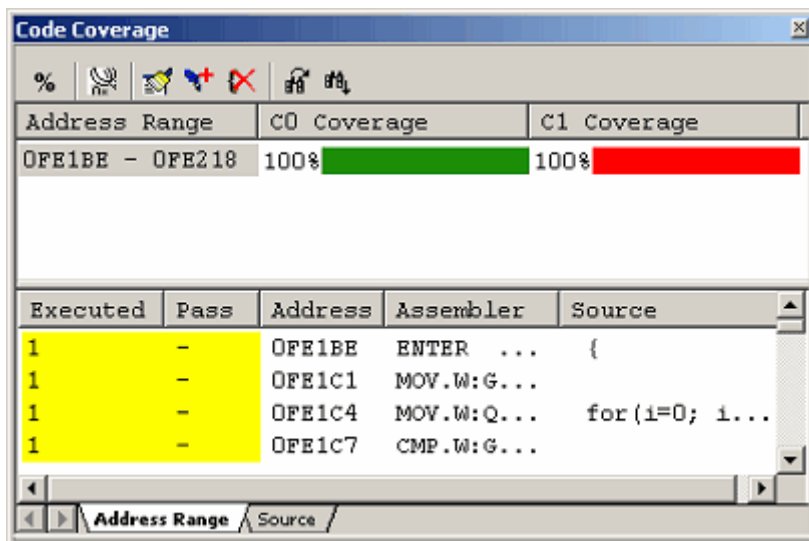 Code Coverage
%
Address Range C0 Coverage C1 Coverage
0FE1BE - 0FE218 100% 100%
Executed Pass Address Assembler Source
1 - 0FE1BE ENTER ... {
1 - 0FE1C1 MOV.W:G...
1 - 0FE1C4 MOV.W:Q... for(i=0; i...
1 - 0FE1C7 CMP.W:G...
Address Range Source